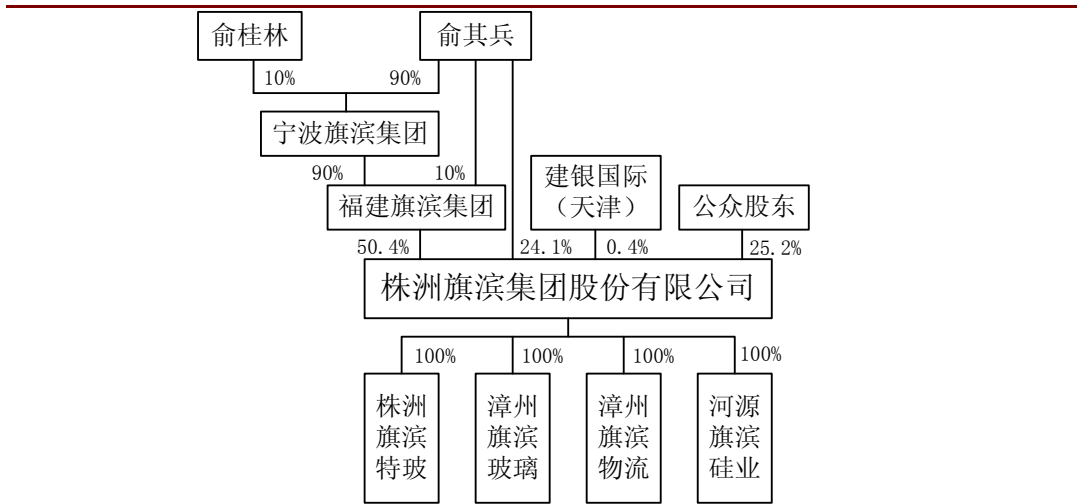 俞桂林
俞其兵
10%
90%
宁波旗滨集团
90%
10%
福建旗滨集团
建银国际
（天津）
公众股东
50.4%
24.1%
0.4%
25.2%
株洲旗滨集团股份有限公司
100%
100%
100%
100%
株洲
旗滨
特玻
漳州
旗滨
玻璃
漳州
旗滨
物流
河源
旗滨
硅业